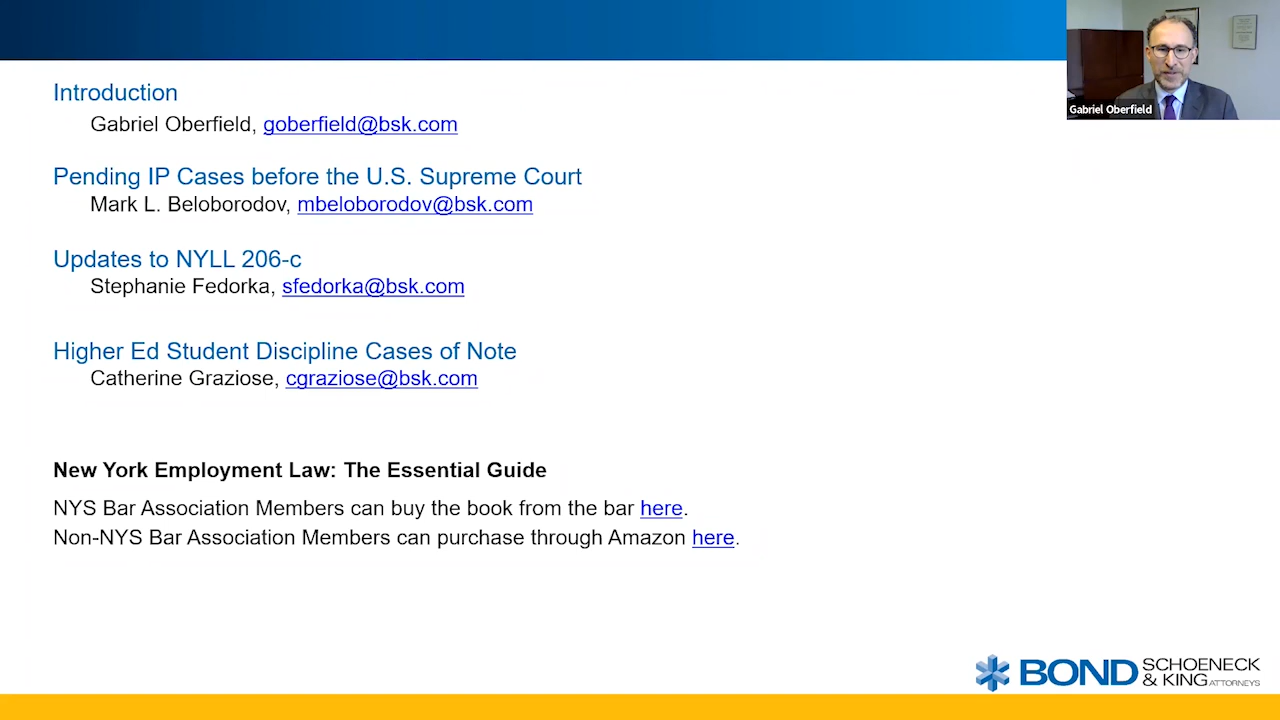 Introduction
Gabriel Oberfield, goberfield@bsk.com
Gabriel Oberfield
Pending IP Cases before the U.S. Supreme Court
Mark L. Beloborodov, mbeloborodov@bsk.com
Updates to NYLL 206-c
Stephanie Fedorka, sfedorka@bsk.com
Higher Ed Student Discipline Cases of Note
Catherine Graziose, cgraziose@bsk.com
New York Employment Law: The Essential Guide
NYS Bar Association Members can buy the book from the bar here.
Non-NYS Bar Association Members can purchase through Amazon here.
BOND SCHOENECK
& KING ATTORNEYS